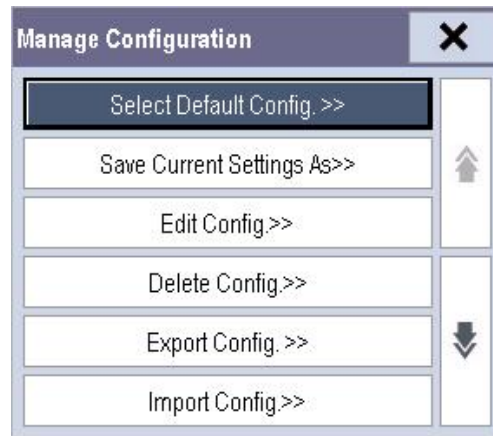 Manage Configuration
Select Default Config. >>
Save Current Settings As>>
Edit Config.>>
Delete Config.>>
Export Config. >>
Import Config.>>